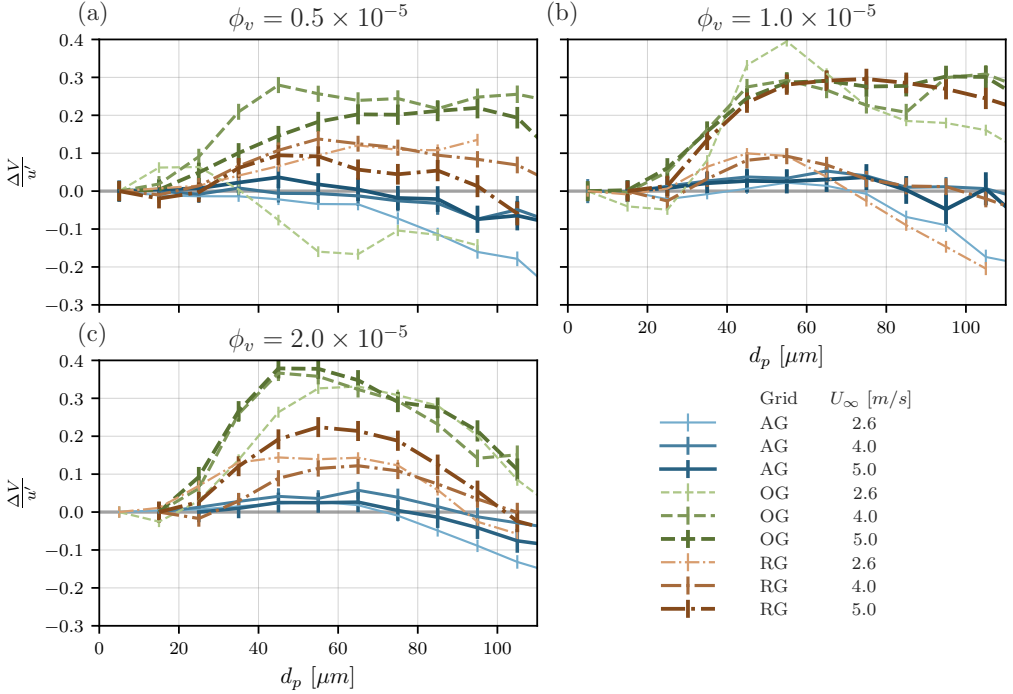 (a)
ϕ_v = 0.5 × 10^{-5}
(b)
ϕ_v = 1.0 × 10^{-5}
0.4
0.3
0.2
0.1
0.0
−0.1
−0.2
−0.3
ΔV/u′
0 20 40 60 80 100
d_p [μm]
(c)
ϕ_v = 2.0 × 10^{-5}
0.4
0.3
0.2
0.1
0.0
−0.1
−0.2
−0.3
ΔV/u′
0 20 40 60 80 100
d_p [μm]
Grid U_∞ [m/s]
AG 2.6
AG 4.0
AG 5.0
OG 2.6
OG 4.0
OG 5.0
RG 2.6
RG 4.0
RG 5.0